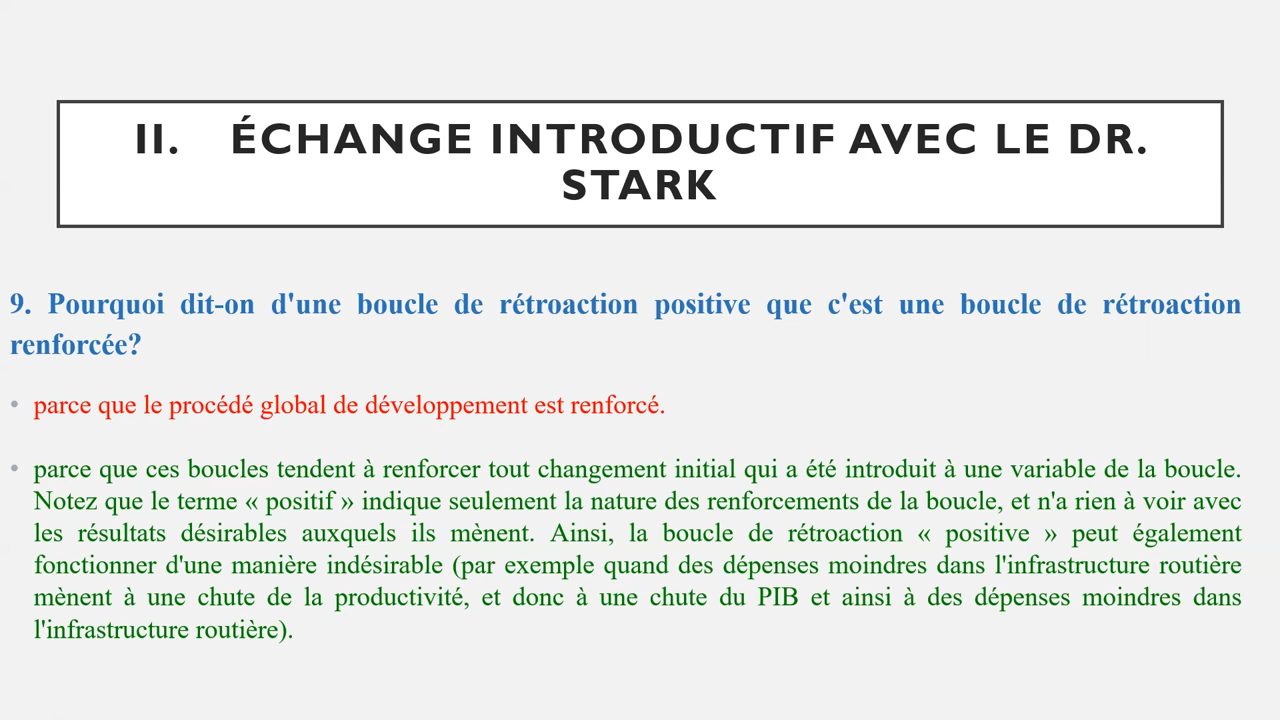 II. ÉCHANGE INTRODUCTIF AVEC LE DR.
STARK
9. Pourquoi dit-on d'une boucle de rétroaction positive que c'est une boucle de rétroaction
renforcée?
• parce que le procédé global de développement est renforcé.
• parce que ces boucles tendent à renforcer tout changement initial qui a été introduit à une variable de la boucle.
Notez que le terme « positif » indique seulement la nature des renforcements de la boucle, et n'a rien à voir avec
les résultats désirables auxquels ils mènent. Ainsi, la boucle de rétroaction « positive » peut également
fonctionner d'une manière indésirable (par exemple quand des dépenses moindres dans l'infrastructure routière
mènent à une chute de la productivité, et donc à une chute du PIB et ainsi à des dépenses moindres dans
l'infrastructure routière).